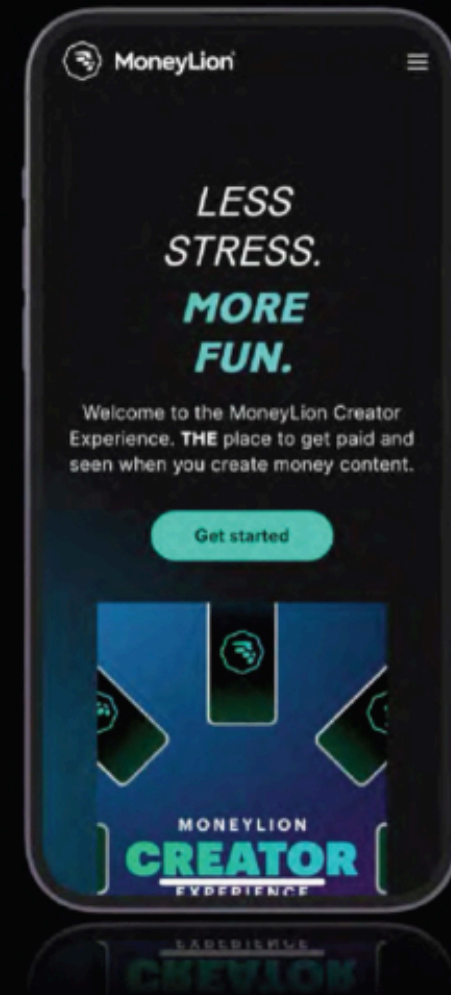 MoneyLion
LESS
STRESS.
MORE
FUN.
Welcome to the MoneyLion Creator
Experience. THE place to get paid and
seen when you create money content.
Get started
MONEYLION
CREATOR
EXPERIENCE